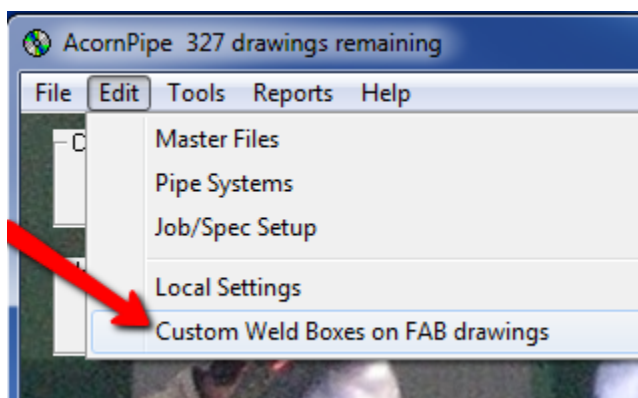 AcornPipe 327 drawings remaining
File Edit Tools Reports Help
Master Files
Pipe Systems
Job/Spec Setup
Local Settings
Custom Weld Boxes on FAB drawings